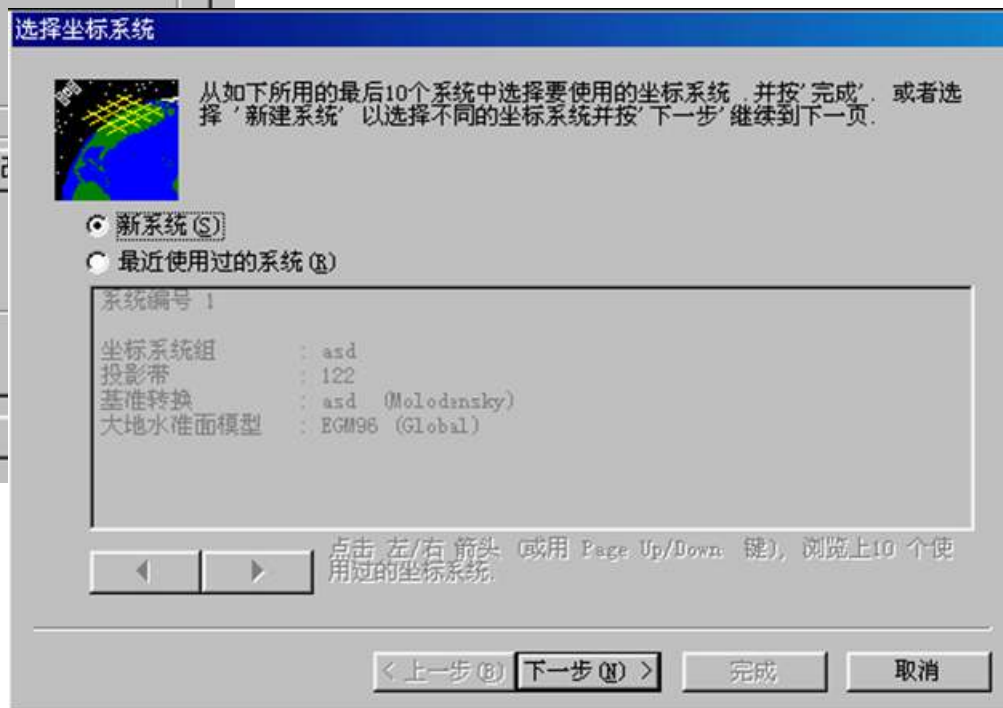 选择坐标系统
从如下所用的最后10个系统中选择要使用的坐标系统 .并按'完成'. 或者选
择 '新建系统' 以选择不同的坐标系统并按'下一步'继续到下一页.
新系统(S)
最近使用过的系统(R)
系统编号 1
坐标系统组 : asd
投影带 : 122
基准转换 : asd (Molodensky)
大地水准面模型 : EGM96 (Global)
点击 左/右 箭头 (或用 Page Up/Down 键), 浏览上10 个使
用过的坐标系统.
< 上一步(B) 下一步(N) > 完成 取消